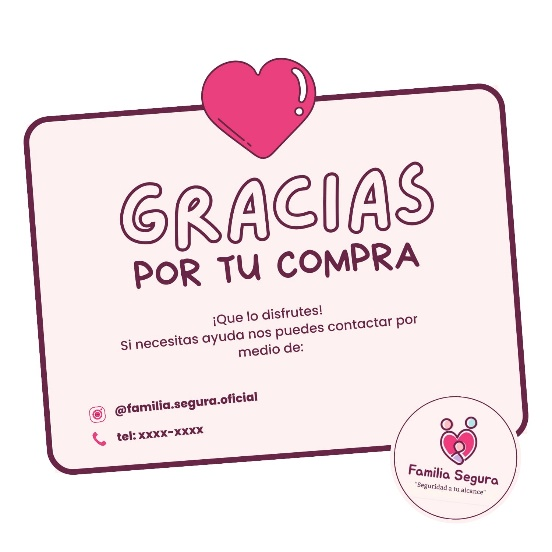 GRACIAS
POR TU COMPRA
¡Que lo disfrutes!
Si necesitas ayuda nos puedes contactar por
medio de:
@familia.segura.oficial
tel: xxxx-xxxx
Familia Segura
"Seguridad a tu alcance"